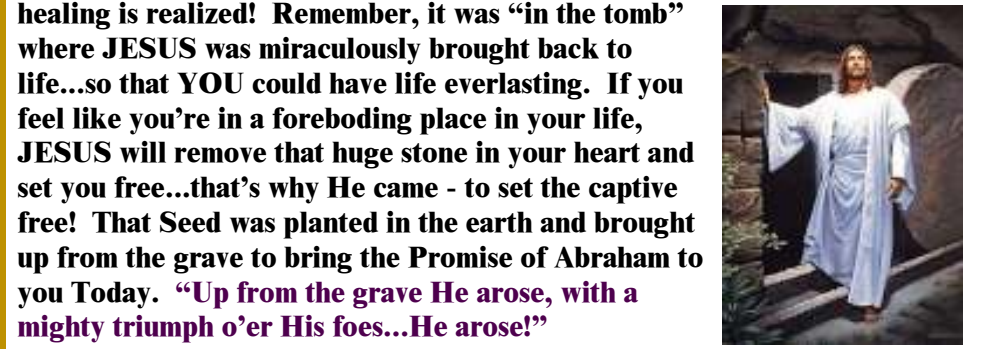 healing is realized!  Remember, it was “in the tomb”
where JESUS was miraculously brought back to
life...so that YOU could have life everlasting.  If you
feel like you’re in a foreboding place in your life,
JESUS will remove that huge stone in your heart and
set you free...that’s why He came - to set the captive
free!  That Seed was planted in the earth and brought
up from the grave to bring the Promise of Abraham to
you Today.  “Up from the grave He arose, with a
mighty triumph o’er His foes...He arose!”